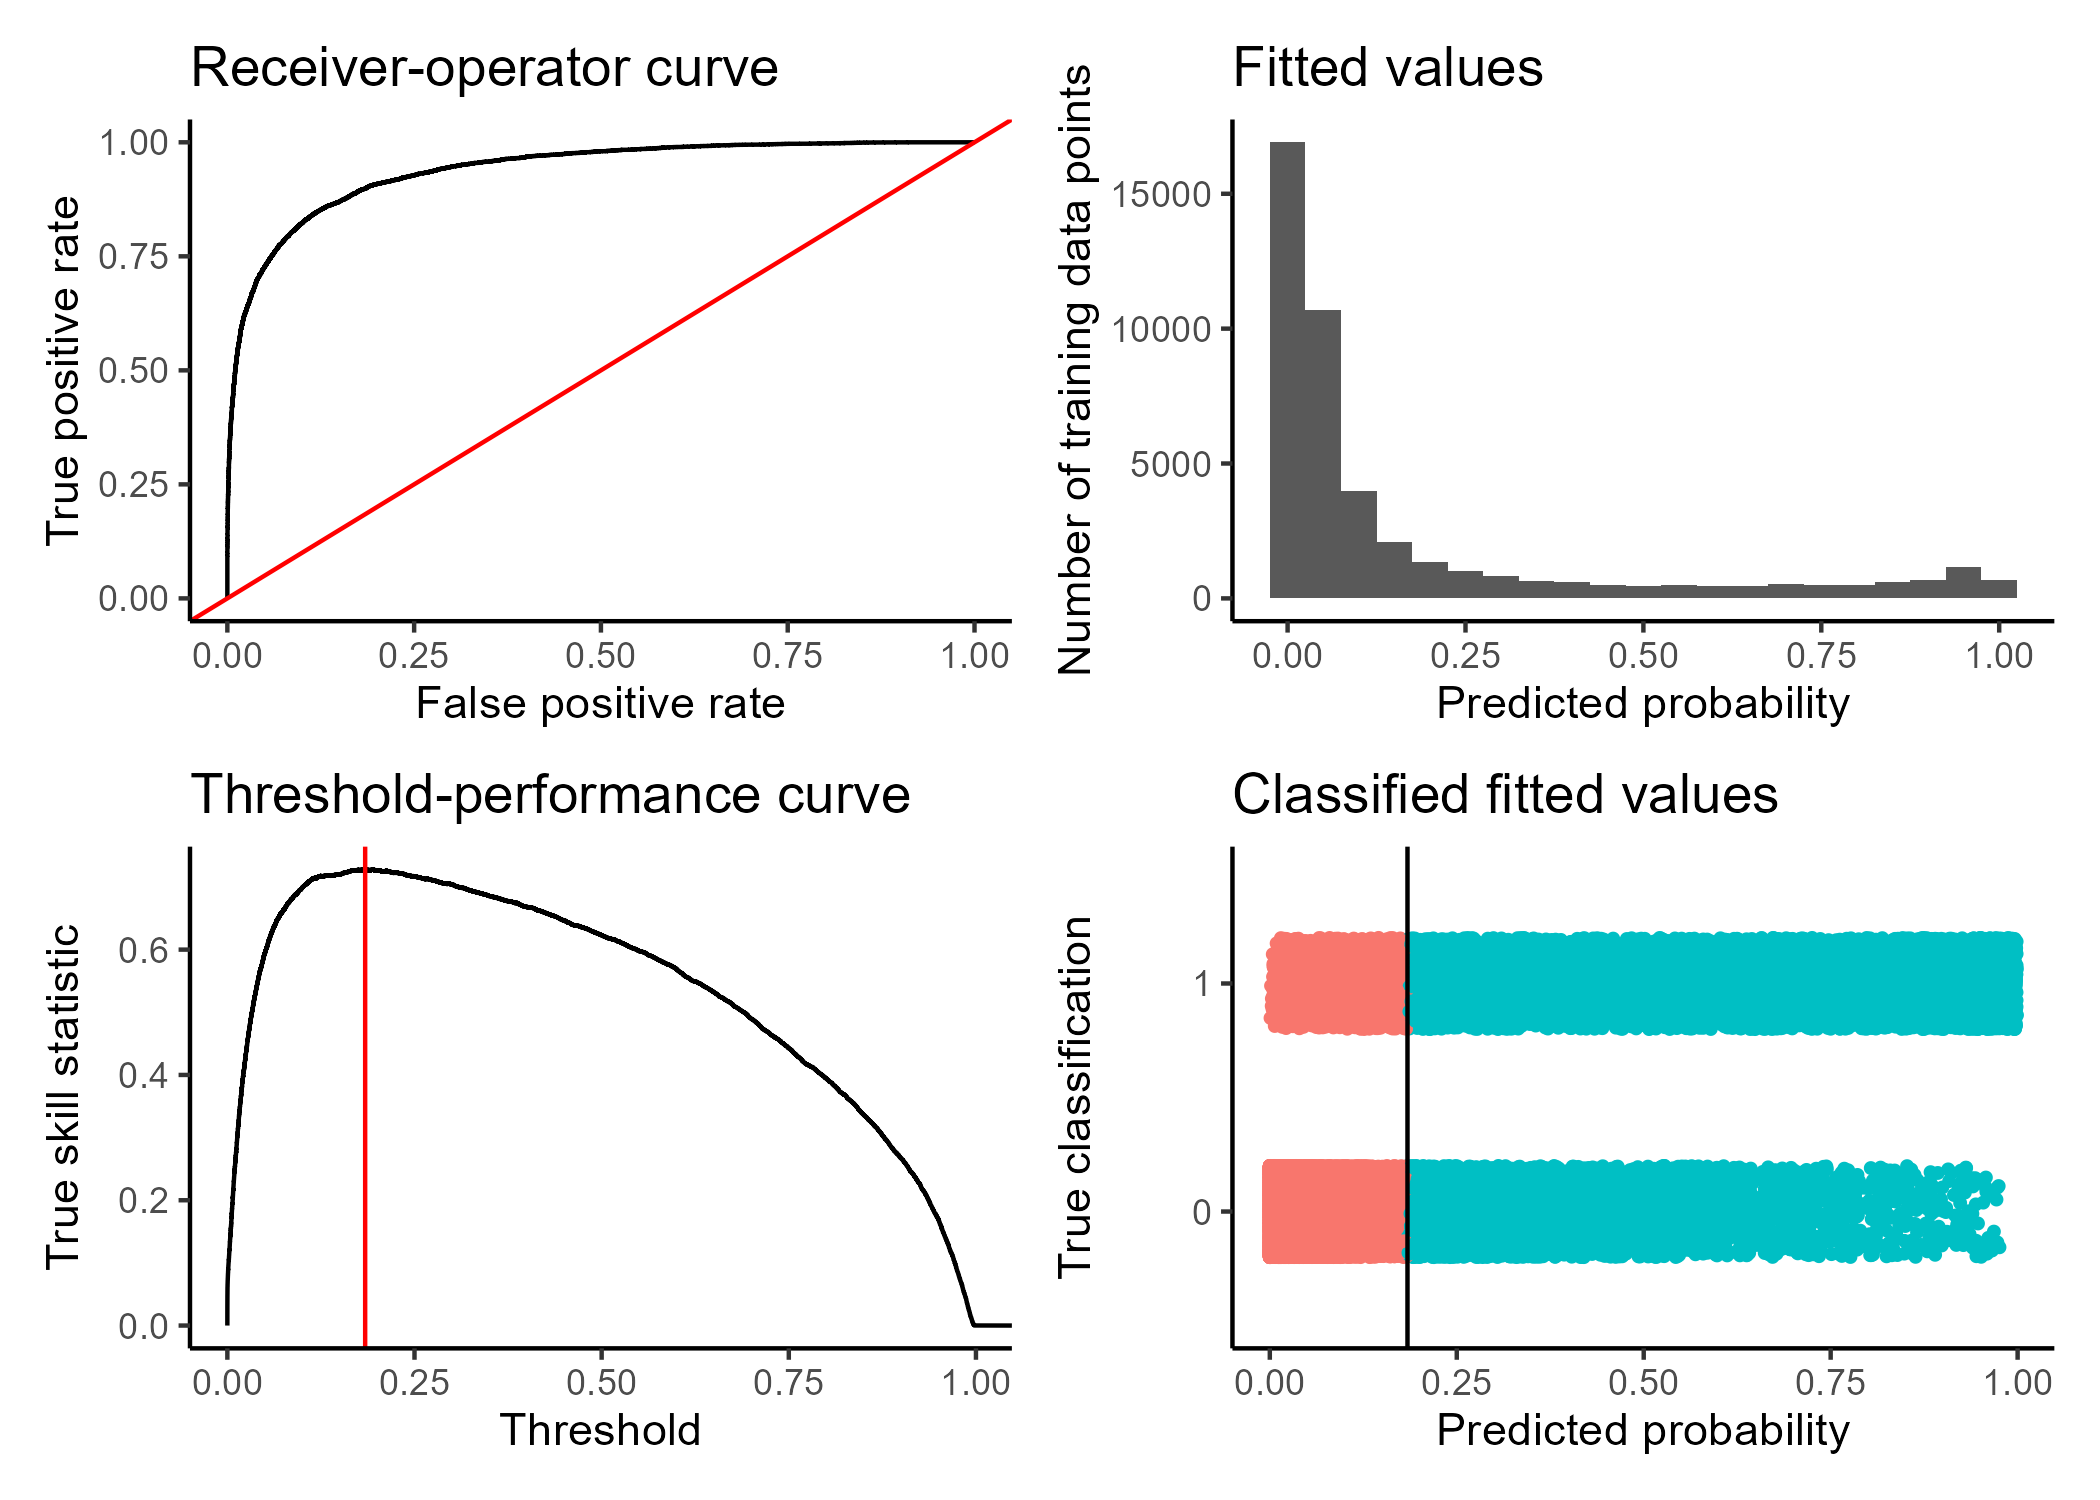 Receiver-operator curve
True positive rate
1.00
0.75
0.50
0.25
0.00
0.00 0.25 0.50 0.75 1.00
False positive rate
Fitted values
Number of training data points
15000
10000
5000
0
0.00 0.25 0.50 0.75 1.00
Predicted probability
Threshold-performance curve
True skill statistic
0.6
0.4
0.2
0.0
0.00 0.25 0.50 0.75 1.00
Threshold
Classified fitted values
True classification
1
0
0.00 0.25 0.50 0.75 1.00
Predicted probability